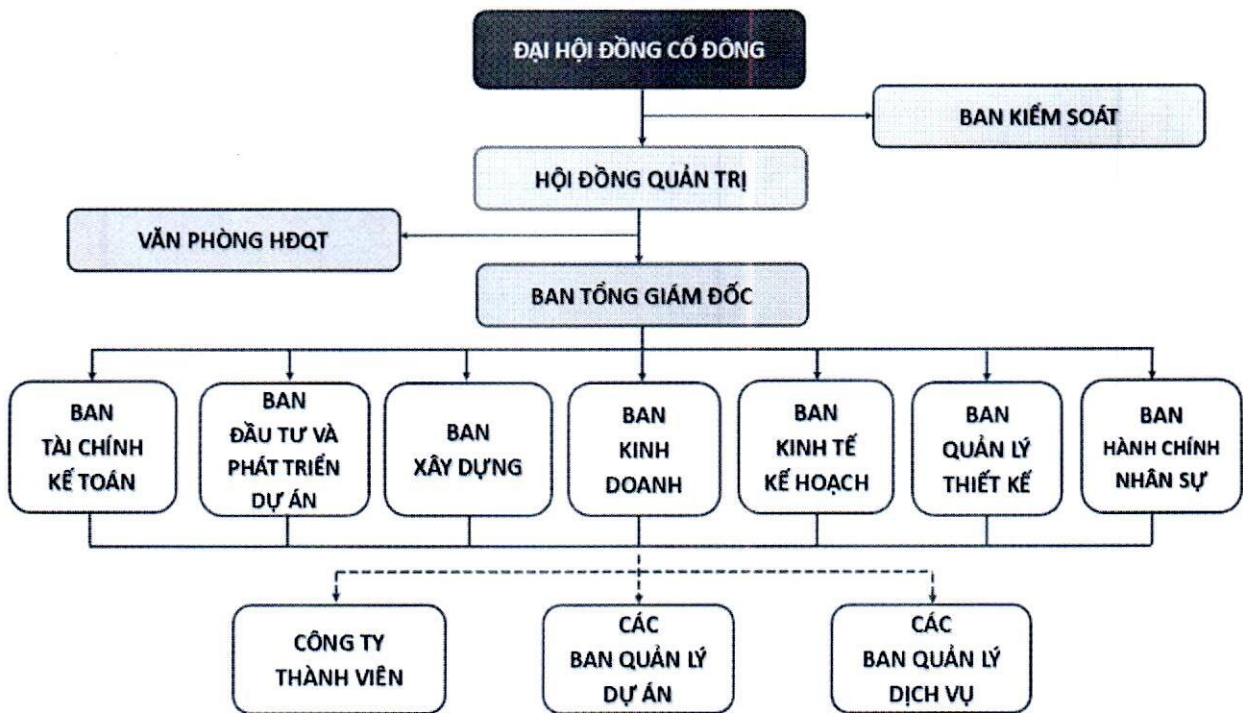 ĐẠI HỘI ĐỒNG CỔ ĐÔNG
BAN KIỂM SOÁT
HỘI ĐỒNG QUẢN TRỊ
VĂN PHÒNG HĐQT
BAN TỔNG GIÁM ĐỐC
BAN
TÀI CHÍNH
KẾ TOÁN
BAN
ĐẦU TƯ VÀ
PHÁT TRIỂN
DỰ ÁN
BAN
XÂY DỰNG
BAN
KINH
DOANH
BAN
KINH TẾ
KẾ HOẠCH
BAN
QUẢN LÝ
THIẾT KẾ
BAN
HÀNH CHÍNH
NHÂN SỰ
CÔNG TY
THÀNH VIÊN
CÁC
BAN QUẢN LÝ
DỰ ÁN
CÁC
BAN QUẢN LÝ
DỊCH VỤ